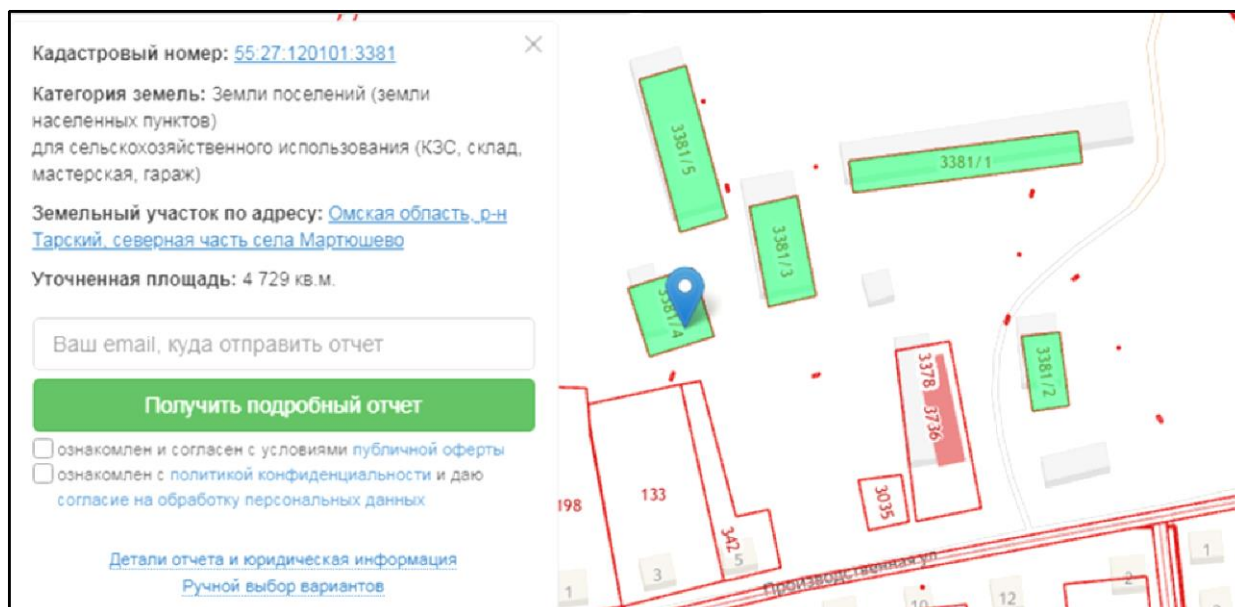 Кадастровый номер: 55:27:120101:3381
Категория земель: Земли поселений (земли
населенных пунктов)
для сельскохозяйственного использования (КЗС, склад,
мастерская, гараж)
Земельный участок по адресу: Омская область, р-н
Тарский, северная часть села Мартюшево
Уточненная площадь: 4 729 кв.м.
Ваш email, куда отправить отчет
Получить подробный отчет
ознакомлен и согласен с условиями публичной оферты
ознакомлен с политикой конфиденциальности и даю
согласие на обработку персональных данных
Детали отчета и юридическая информация
Ручной выбор вариантов
3381/5
3381/1
3381/3
3381/4
3381/2
3378
3736
3035
198
133
342
1
3
5
Производственная ул
10
12
2
1